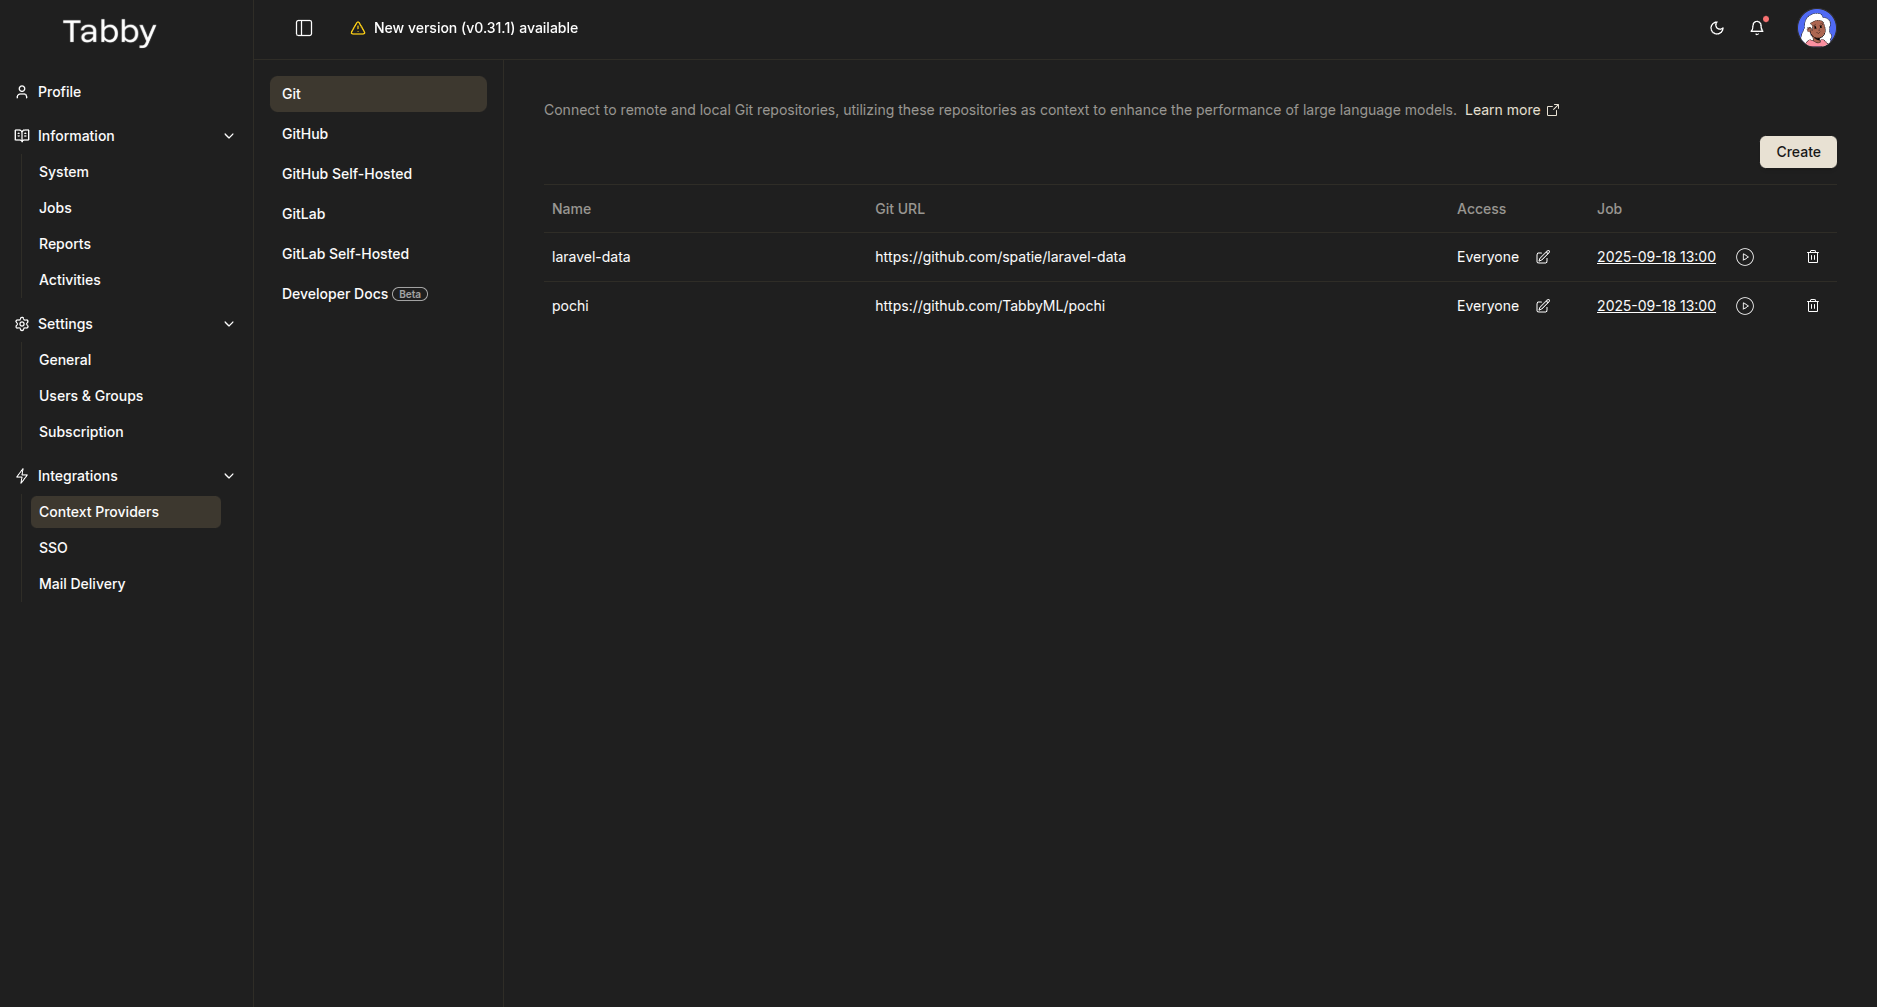 Tabby
New version (v0.31.1) available
Profile
Information
System
Jobs
Reports
Activities
Settings
General
Users & Groups
Subscription
Integrations
Context Providers
SSO
Mail Delivery
Git
GitHub
GitHub Self-Hosted
GitLab
GitLab Self-Hosted
Developer Docs Beta
Connect to remote and local Git repositories, utilizing these repositories as context to enhance the performance of large language models. Learn more
Create
Name Git URL Access Job
laravel-data https://github.com/spatie/laravel-data Everyone 2025-09-18 13:00
pochi https://github.com/TabbyML/pochi Everyone 2025-09-18 13:00